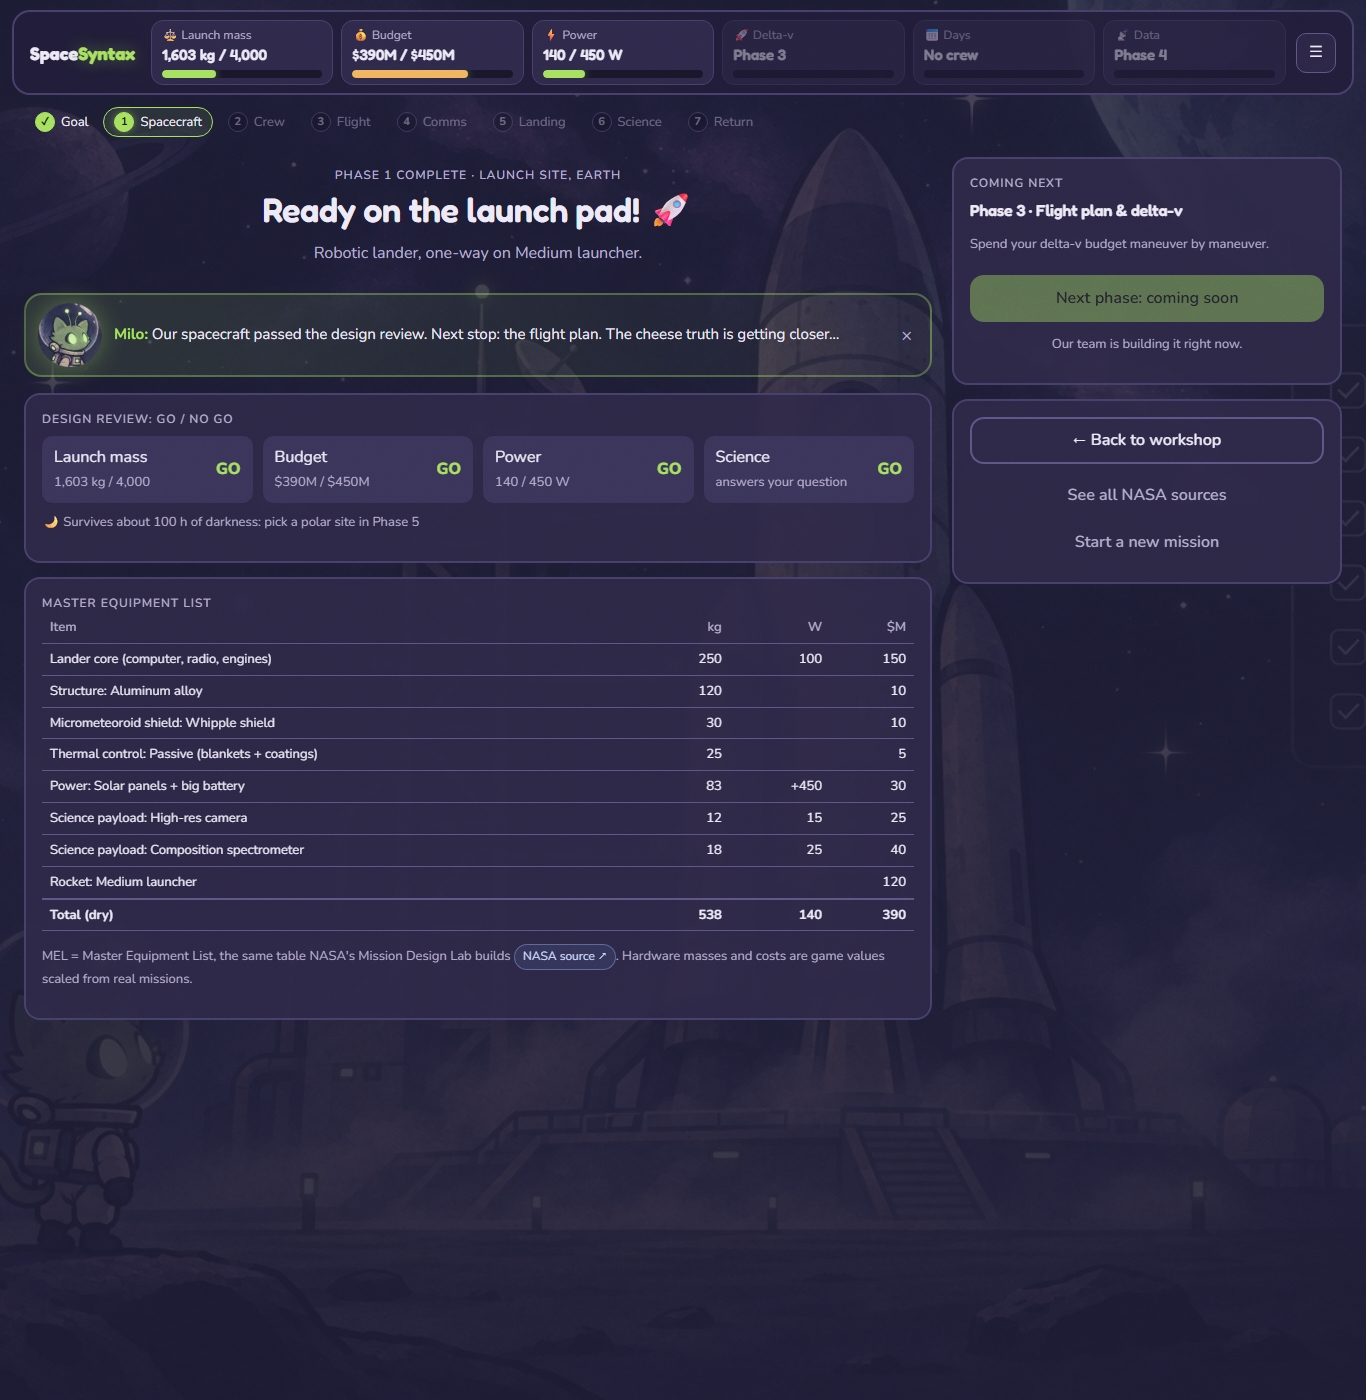 SpaceSyntax
Launch mass
1,603 kg / 4,000
Budget
$390M / $450M
Power
140 / 450 W
Delta-v
Phase 3
Days
No crew
Data
Phase 4
☰
✓ Goal
1 Spacecraft
2 Crew
3 Flight
4 Comms
5 Landing
6 Science
7 Return
PHASE 1 COMPLETE · LAUNCH SITE, EARTH
Ready on the launch pad! 🚀
Robotic lander, one-way on Medium launcher.
Milo: Our spacecraft passed the design review. Next stop: the flight plan. The cheese truth is getting closer... ×
DESIGN REVIEW: GO / NO GO
Launch mass
1,603 kg / 4,000
GO
Budget
$390M / $450M
GO
Power
140 / 450 W
GO
Science
answers your question
GO
🌙 Survives about 100 h of darkness: pick a polar site in Phase 5
MASTER EQUIPMENT LIST
Item kg W $M
Lander core (computer, radio, engines) 250 100 150
Structure: Aluminum alloy 120 10
Micrometeoroid shield: Whipple shield 30 10
Thermal control: Passive (blankets + coatings) 25 5
Power: Solar panels + big battery 83 +450 30
Science payload: High-res camera 12 15 25
Science payload: Composition spectrometer 18 25 40
Rocket: Medium launcher 120
Total (dry) 538 140 390
MEL = Master Equipment List, the same table NASA's Mission Design Lab builds NASA source ↗. Hardware masses and costs are game values
scaled from real missions.
COMING NEXT
Phase 3 · Flight plan & delta-v
Spend your delta-v budget maneuver by maneuver.
Next phase: coming soon
Our team is building it right now.
← Back to workshop
See all NASA sources
Start a new mission